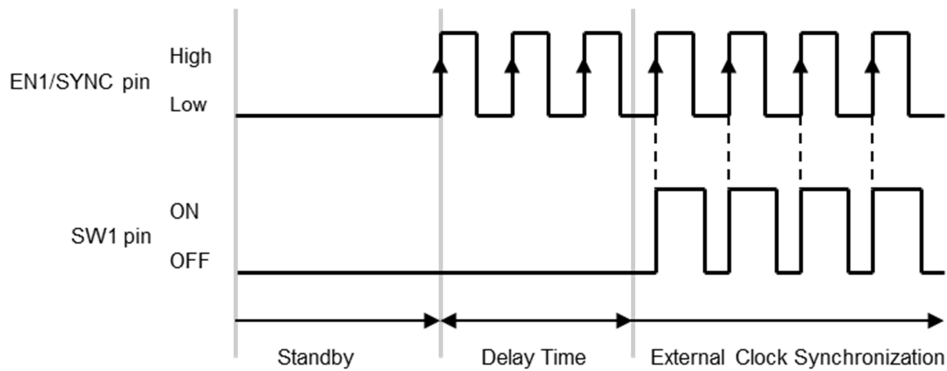 High
EN1/SYNC pin
Low
ON
SW1 pin
OFF
Standby
Delay Time
External Clock Synchronization